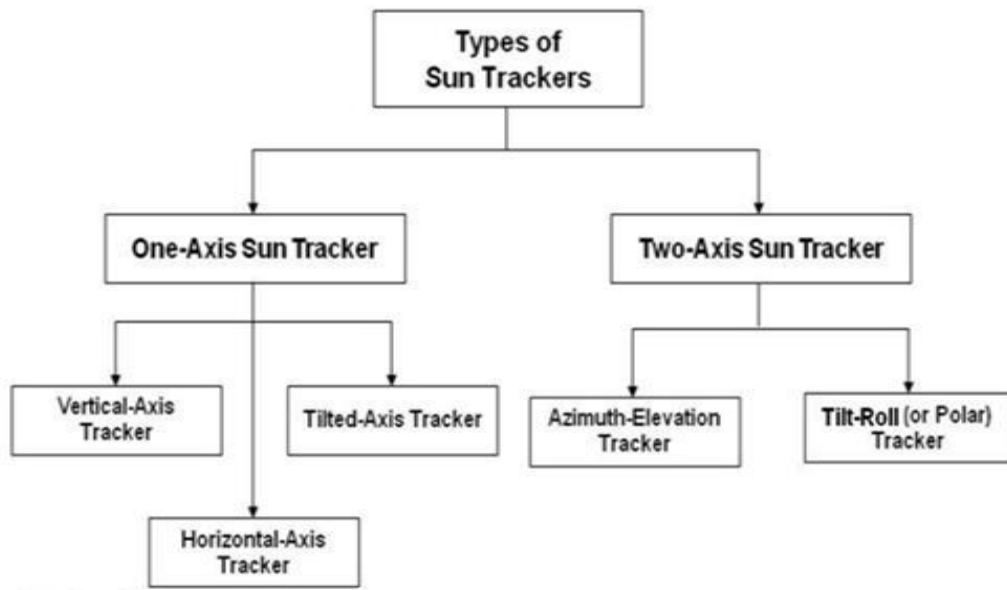 Types of
Sun Trackers
One-Axis Sun Tracker
Two-Axis Sun Tracker
Vertical-Axis
Tracker
Tilted-Axis Tracker
Azimuth-Elevation
Tracker
Tilt-Roll (or Polar)
Tracker
Horizontal-Axis
Tracker